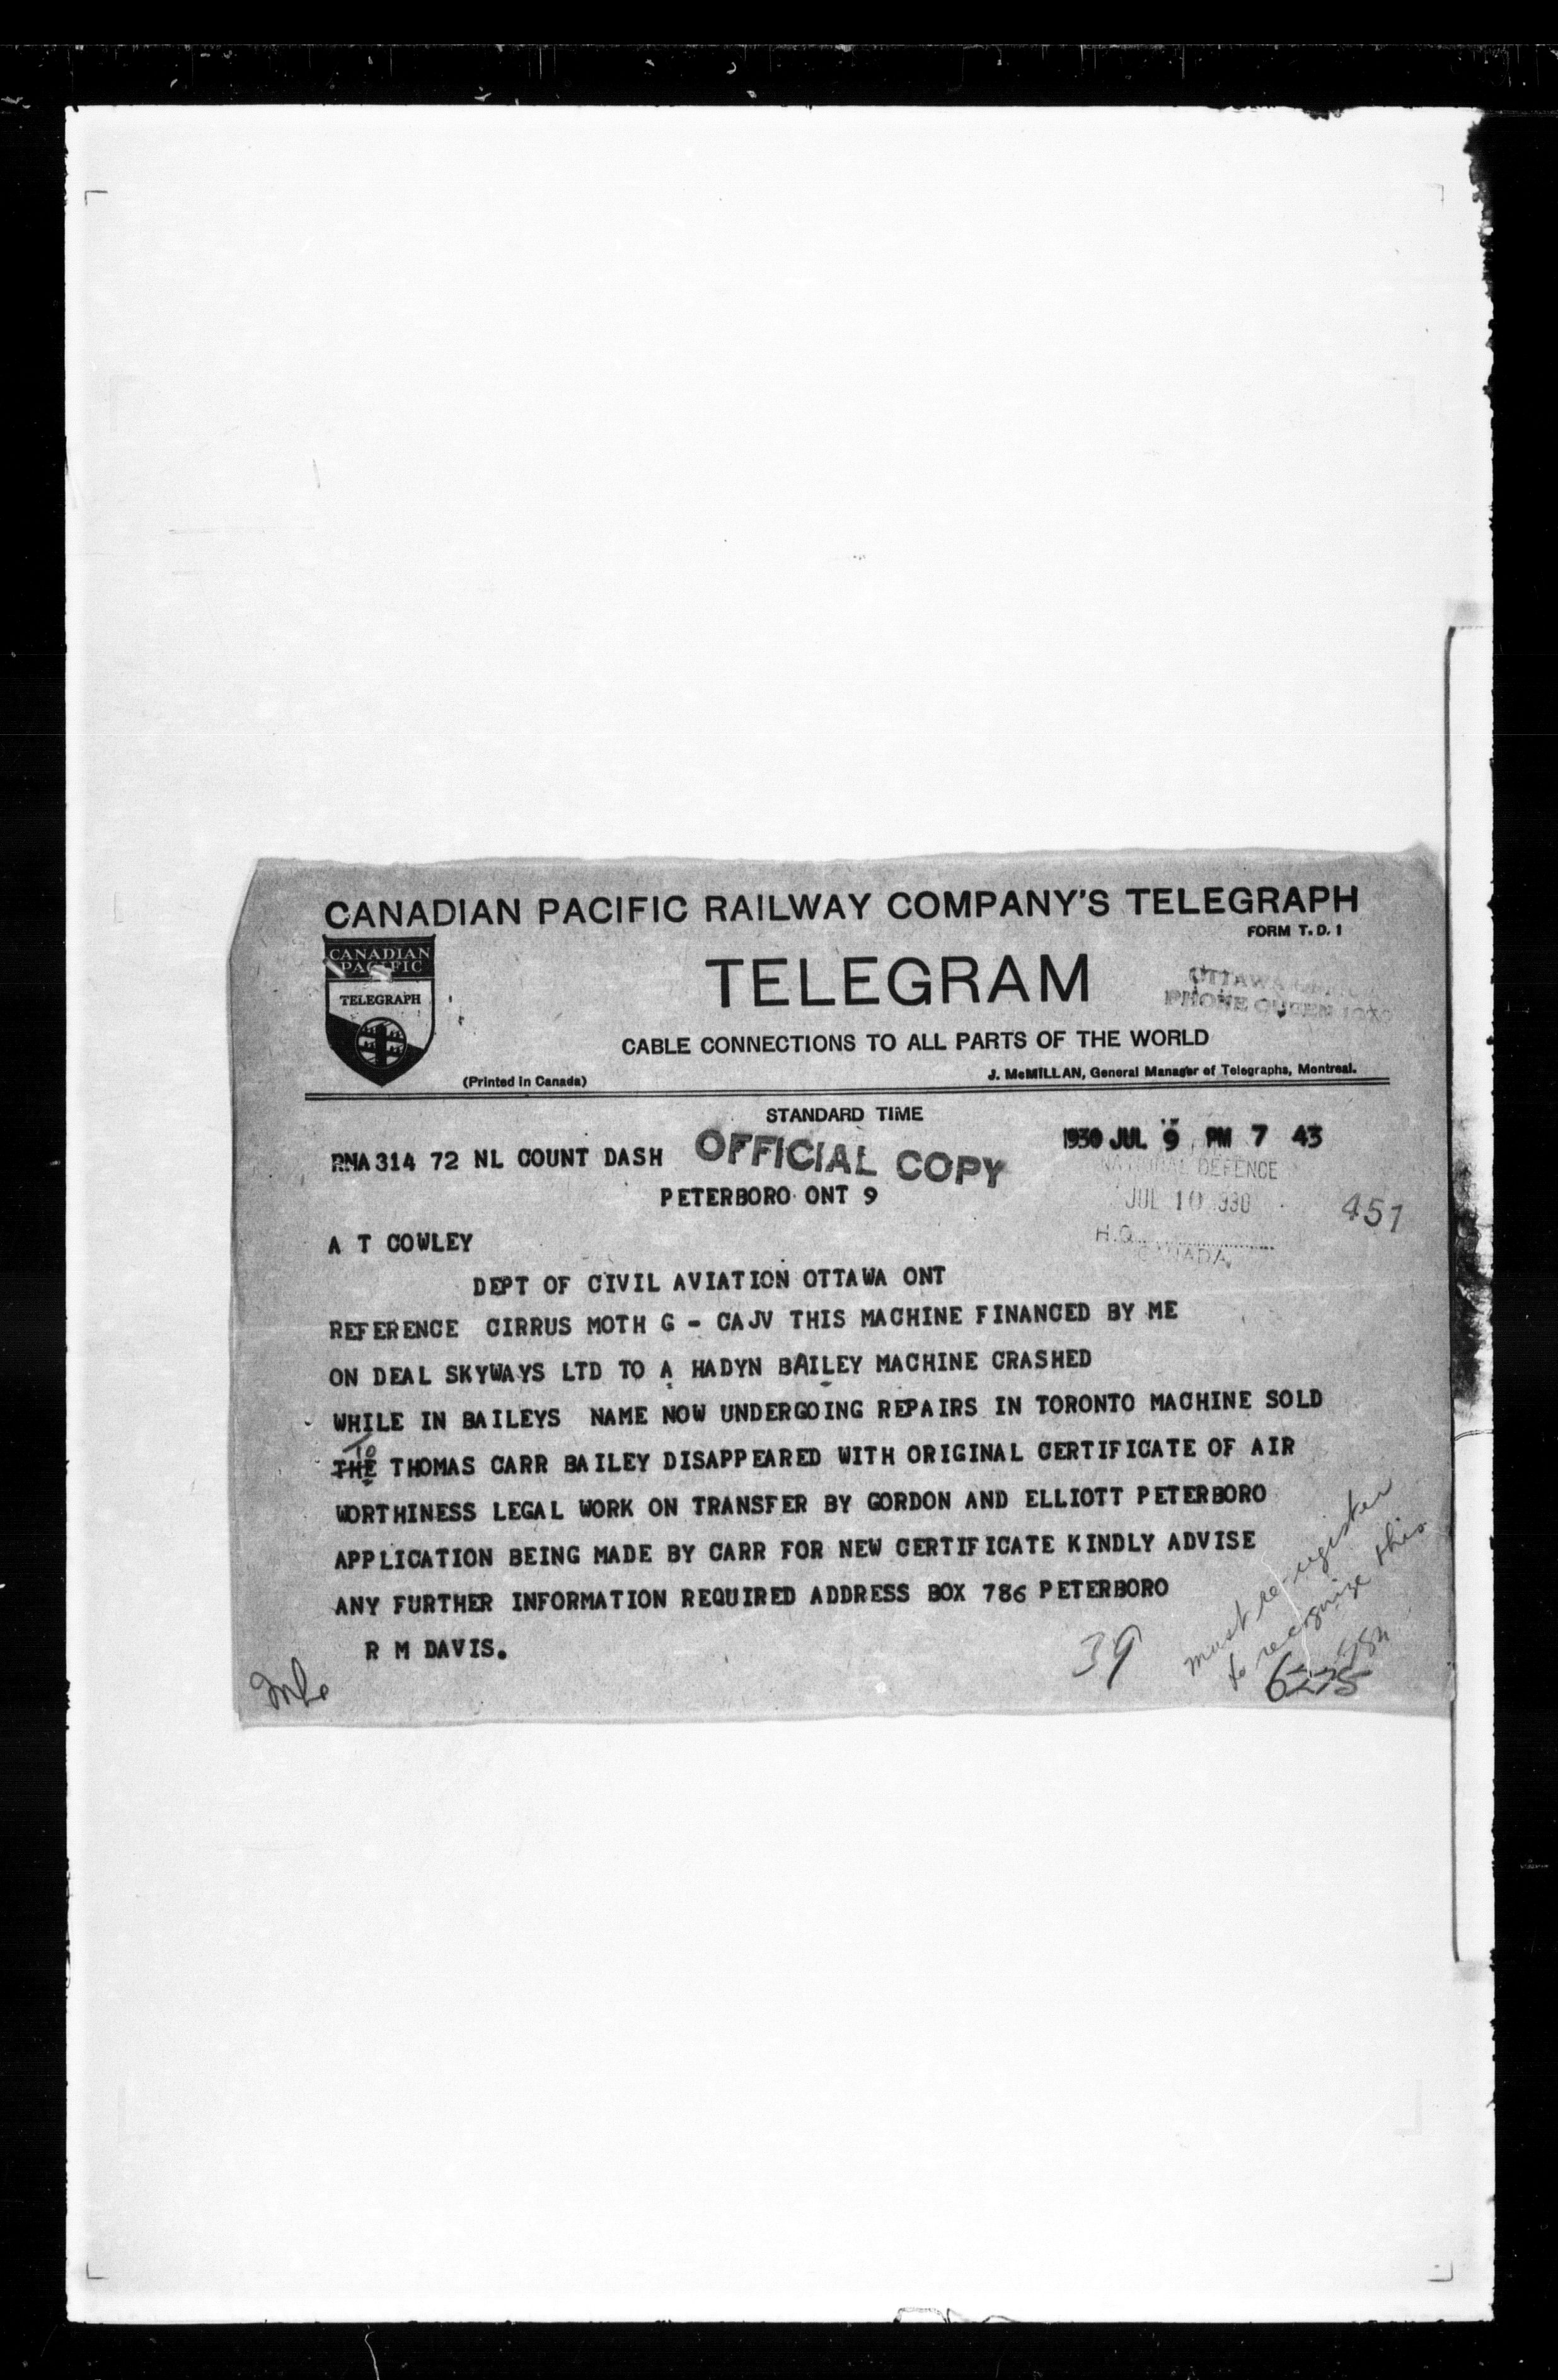 CANADIAN PACIFIC RAILWAY COMPANY'S TELEGRAPH
FORM T. D. 1
CANADIAN
PACIFIC
TELEGRAPH
TELEGRAM
OTTAWA
PHONE QUEEN
CABLE CONNECTIONS TO ALL PARTS OF THE WORLD
(Printed in Canada)
J. McMILLAN, General Manager of Telegraphs, Montreal.
STANDARD TIME
RNA314 72 NL COUNT DASH
OFFICIAL COPY
1930 JUL 9 PM 7 43
NATIONAL DEFENCE
PETERBORO ONT 9
JUL 10 1930
451
H.Q.
CANADA
A T COWLEY
DEPT OF CIVIL AVIATION OTTAWA ONT
REFERENCE CIRRUS MOTH G - CAJV THIS MACHINE FINANCED BY ME
ON DEAL SKYWAYS LTD TO A HADYN BAILEY MACHINE CRASHED
WHILE IN BAILEYS NAME NOW UNDERGOING REPAIRS IN TORONTO MACHINE SOLD
to
THE THOMAS CARR BAILEY DISAPPEARED WITH ORIGINAL CERTIFICATE OF AIR
WORTHINESS LEGAL WORK ON TRANSFER BY GORDON AND ELLIOTT PETERBORO
APPLICATION BEING MADE BY CARR FOR NEW CERTIFICATE KINDLY ADVISE
ANY FURTHER INFORMATION REQUIRED ADDRESS BOX 786 PETERBORO
R M DAVIS.
39
must re-register
to recognize this